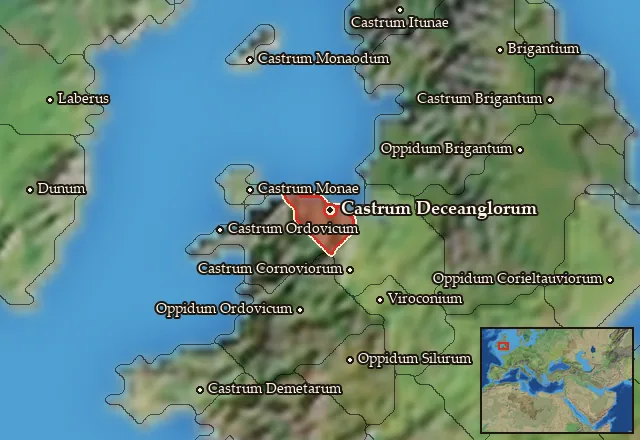 Castrum Itunae
Brigantium
Castrum Monaodum
Laberus
Castrum Brigantum
Oppidum Brigantum
Dunum
Castrum Monae
Castrum Deceanglorum
Castrum Ordovicum
Castrum Cornoviorum
Oppidum Corieltauviorum
Viroconium
Oppidum Ordovicum
Oppidum Silurum
Castrum Demetarum